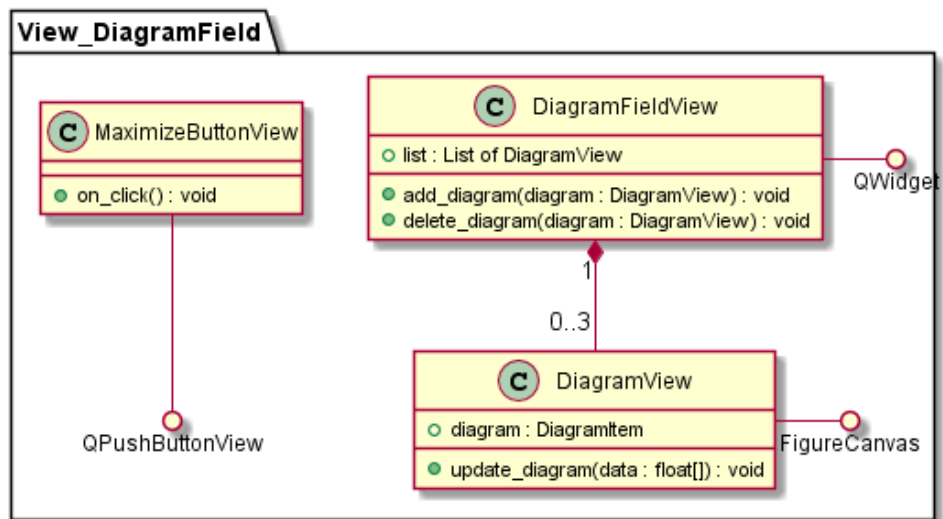 View_DiagramField
C MaximizeButtonView
on_click() : void
QPushButtonView
C DiagramFieldView
list : List of DiagramView
add_diagram(diagram : DiagramView) : void
delete_diagram(diagram : DiagramView) : void
QWidget
1
0..3
C DiagramView
diagram : DiagramItem
update_diagram(data : float[]) : void
FigureCanvas